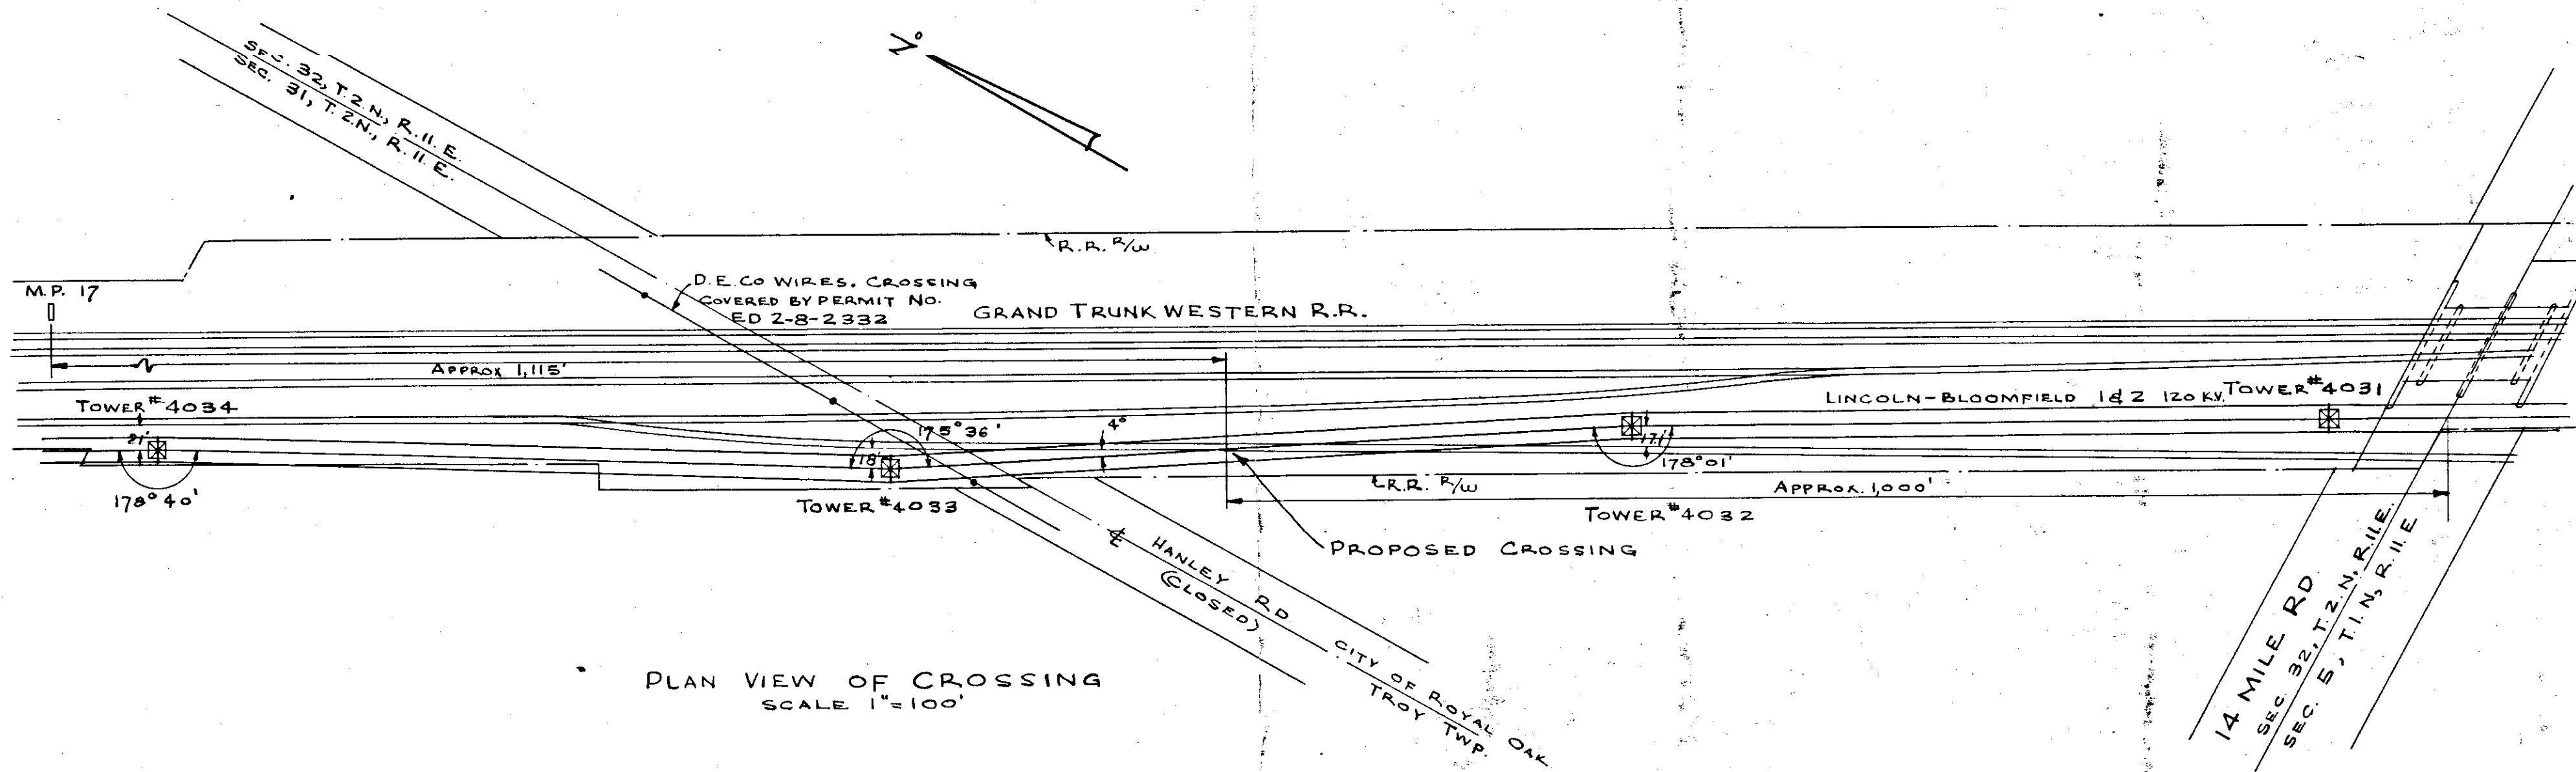 SEC. 32, T. 2 N., R. 11. E.
SEC. 31, T. 2 N., R. 11. E.
R.R. R/W
M.P. 17
D.E.CO WIRES. CROSSING
COVERED BY PERMIT NO.
ED 2-8-2332
GRAND TRUNK WESTERN R.R.
APPROX 1,115'
TOWER #4034
21'
178° 40'
175° 36'
18'
4°
TOWER #4033
LINCOLN-BLOOMFIELD 1&2 120 KV.
TOWER #4031
17'
178° 01'
R.R. R/W
APPROX. 1,000'
TOWER #4032
PROPOSED CROSSING
℄ HANLEY RD
(CLOSED)
CITY OF ROYAL OAK
TROY TWP.
14 MILE RD
SEC. 32, T. 2. N, R.11.E.
SEC. 5, T. 1. N, R. 11. E
PLAN VIEW OF CROSSING
SCALE 1"=100'